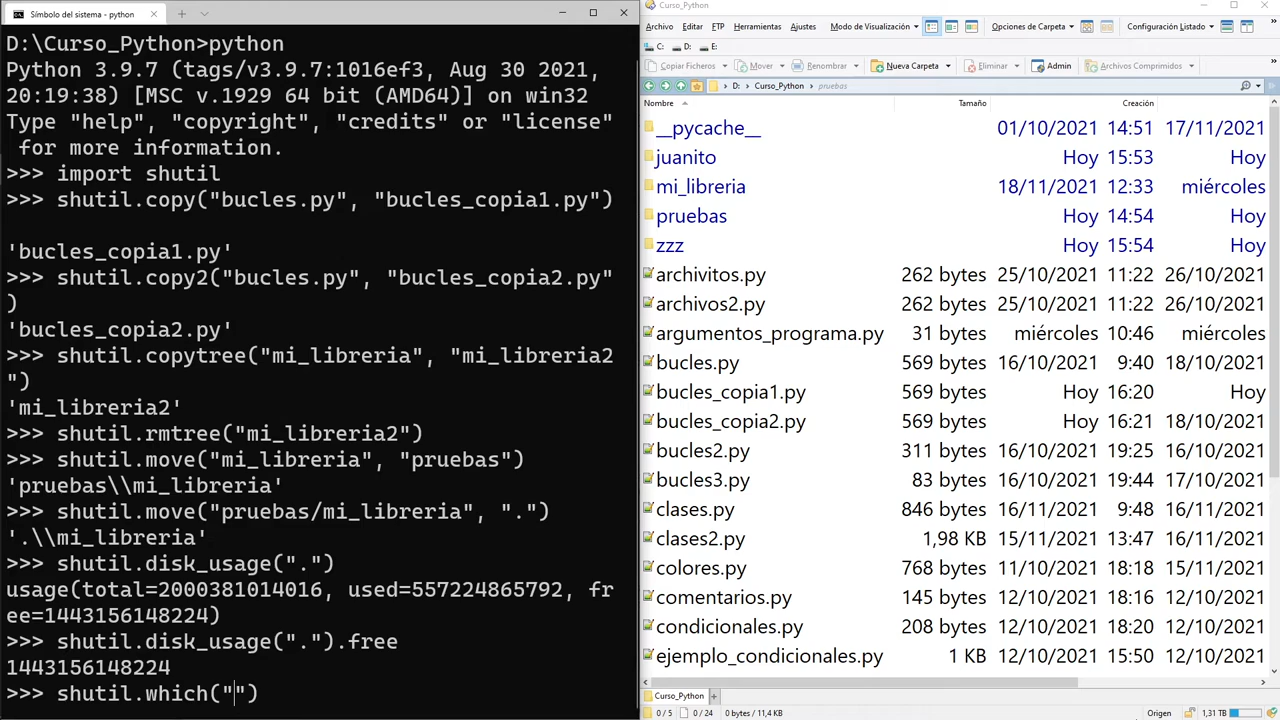 Símbolo del sistema - python
D:\Curso_Python>python
Python 3.9.7 (tags/v3.9.7:1016ef3, Aug 30 2021,
20:19:38) [MSC v.1929 64 bit (AMD64)] on win32
Type "help", "copyright", "credits" or "license"
 for more information.
>>> import shutil
>>> shutil.copy("bucles.py", "bucles_copia1.py")
'bucles_copia1.py'
>>> shutil.copy2("bucles.py", "bucles_copia2.py"
)
'bucles_copia2.py'
>>> shutil.copytree("mi_libreria", "mi_libreria2
")
'mi_libreria2'
>>> shutil.rmtree("mi_libreria2")
>>> shutil.move("mi_libreria", "pruebas")
'pruebas\\mi_libreria'
>>> shutil.move("pruebas/mi_libreria", ".")
'.\\mi_libreria'
>>> shutil.disk_usage(".")
usage(total=2000381014016, used=557224865792, fr
ee=1443156148224)
>>> shutil.disk_usage(".").free
1443156148224
>>> shutil.which("")
Curso_Python
Archivo Editar FTP Herramientas Ajustes Modo de Visualización Opciones de Carpeta Configuración Listado
C: D: E:
Copiar Ficheros Mover Renombrar Nueva Carpeta Eliminar Admin Archivos Comprimidos
D: Curso_Python pruebas
Nombre Tamaño Creación
__pycache__ 01/10/2021 14:51 17/11/2021
juanito Hoy 15:53 Hoy
mi_libreria 18/11/2021 12:33 miércoles
pruebas Hoy 14:54 Hoy
zzz Hoy 15:54 Hoy
archivitos.py 262 bytes 25/10/2021 11:22 26/10/2021
archivos2.py 262 bytes 25/10/2021 11:22 26/10/2021
argumentos_programa.py 31 bytes miércoles 10:46 miércoles
bucles.py 569 bytes 16/10/2021 9:40 18/10/2021
bucles_copia1.py 569 bytes Hoy 16:20 Hoy
bucles_copia2.py 569 bytes Hoy 16:21 18/10/2021
bucles2.py 311 bytes 16/10/2021 19:25 16/10/2021
bucles3.py 83 bytes 16/10/2021 19:44 17/10/2021
clases.py 846 bytes 16/11/2021 9:48 16/11/2021
clases2.py 1,98 KB 15/11/2021 13:47 16/11/2021
colores.py 768 bytes 11/10/2021 18:18 15/11/2021
comentarios.py 145 bytes 12/10/2021 18:16 12/10/2021
condicionales.py 208 bytes 12/10/2021 18:20 12/10/2021
ejemplo_condicionales.py 1 KB 12/10/2021 15:50 12/10/2021
Curso_Python
0 / 5 0 / 24 0 bytes / 11,4 KB Origen 1,31 TB